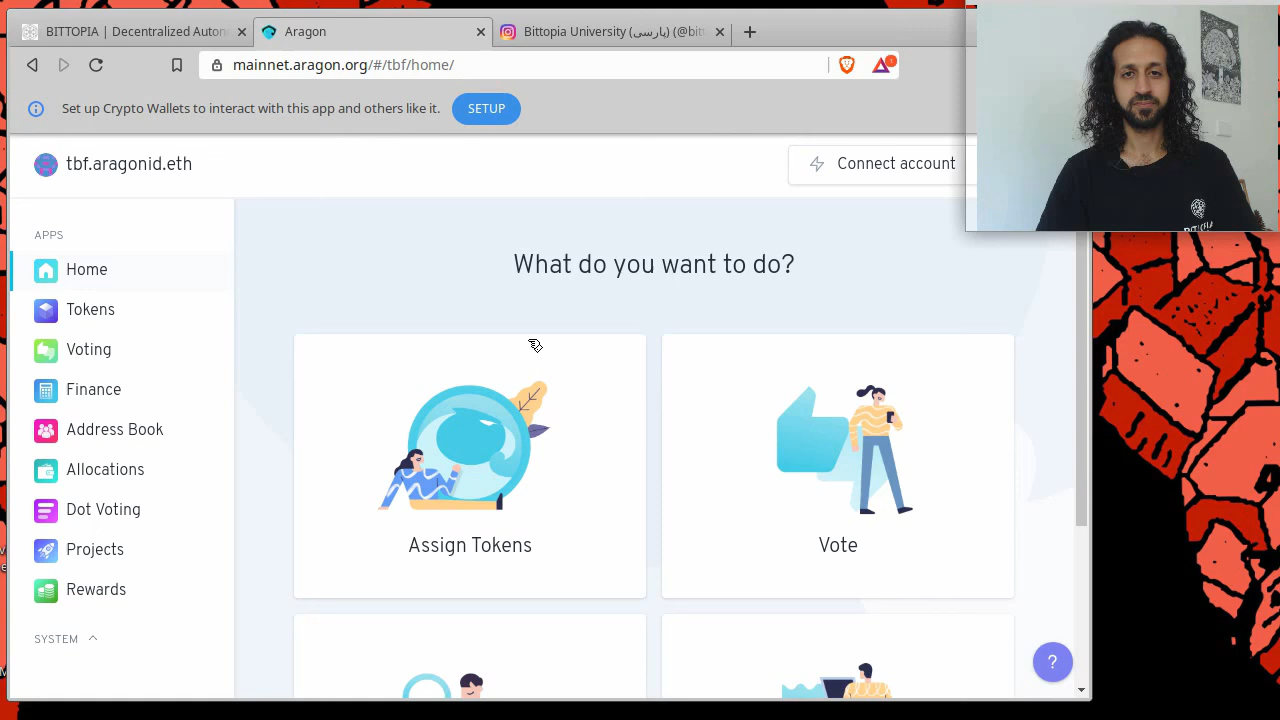 BITTOPIA | Decentralized Auton
Aragon
Bittopia University (پارسی) (@bit
mainnet.aragon.org/#/tbf/home/
1
Set up Crypto Wallets to interact with this app and others like it.
SETUP
tbf.aragonid.eth
Connect account
APPS
Home
Tokens
Voting
Finance
Address Book
Allocations
Dot Voting
Projects
Rewards
SYSTEM
What do you want to do?
Assign Tokens
Vote
?